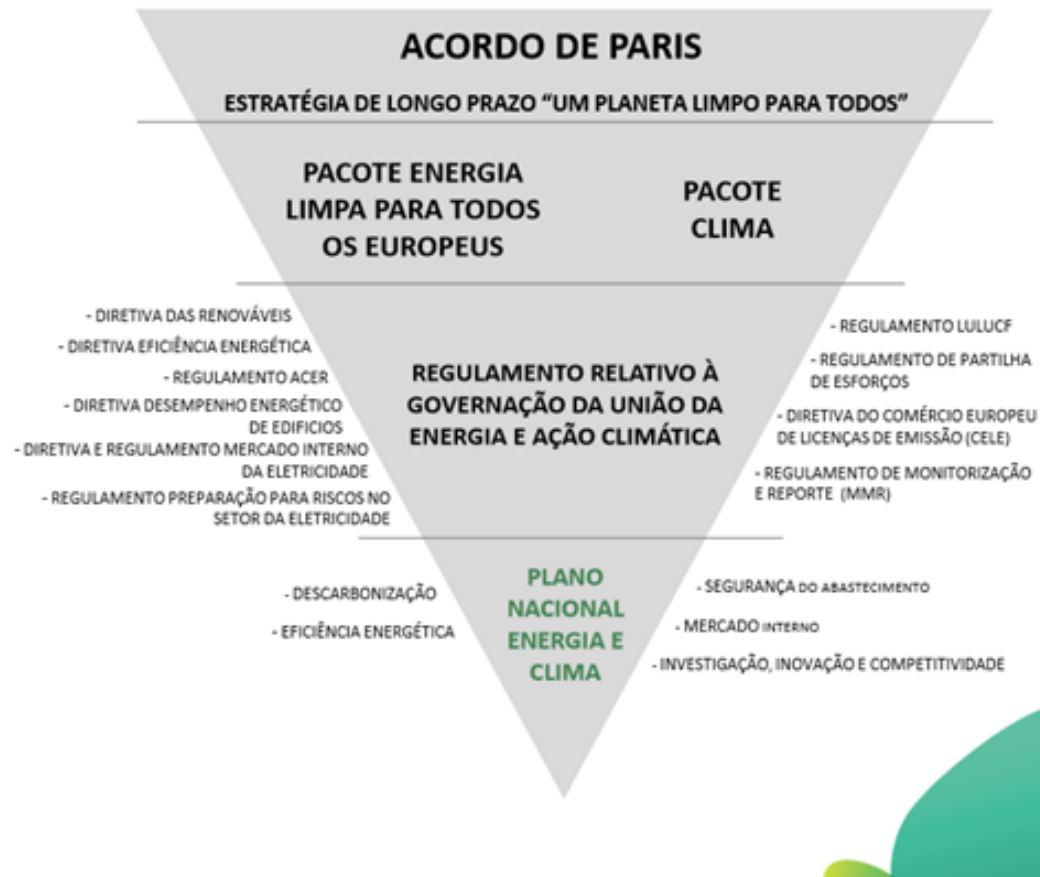 ACORDO DE PARIS
ESTRATÉGIA DE LONGO PRAZO “UM PLANETA LIMPO PARA TODOS”
PACOTE ENERGIA
LIMPA PARA TODOS
OS EUROPEUS
PACOTE
CLIMA
- DIRETIVA DAS RENOVÁVEIS
- DIRETIVA EFICIÊNCIA ENERGÉTICA
- REGULAMENTO ACER
- DIRETIVA DESEMPENHO ENERGÉTICO
DE EDIFICIOS
- DIRETIVA E REGULAMENTO MERCADO INTERNO
DA ELETRICIDADE
- REGULAMENTO PREPARAÇÃO PARA RISCOS NO
SETOR DA ELETRICIDADE
REGULAMENTO RELATIVO À
GOVERNAÇÃO DA UNIÃO DA
ENERGIA E AÇÃO CLIMÁTICA
- REGULAMENTO LULUCF
- REGULAMENTO DE PARTILHA
DE ESFORÇOS
- DIRETIVA DO COMÉRCIO EUROPEU
DE LICENÇAS DE EMISSÃO (CELE)
- REGULAMENTO DE MONITORIZAÇÃO
E REPORTE (MMR)
- DESCARBONIZAÇÃO
- EFICIÊNCIA ENERGÉTICA
PLANO
NACIONAL
ENERGIA E
CLIMA
- SEGURANÇA DO ABASTECIMENTO
- MERCADO INTERNO
- INVESTIGAÇÃO, INOVAÇÃO E COMPETITIVIDADE